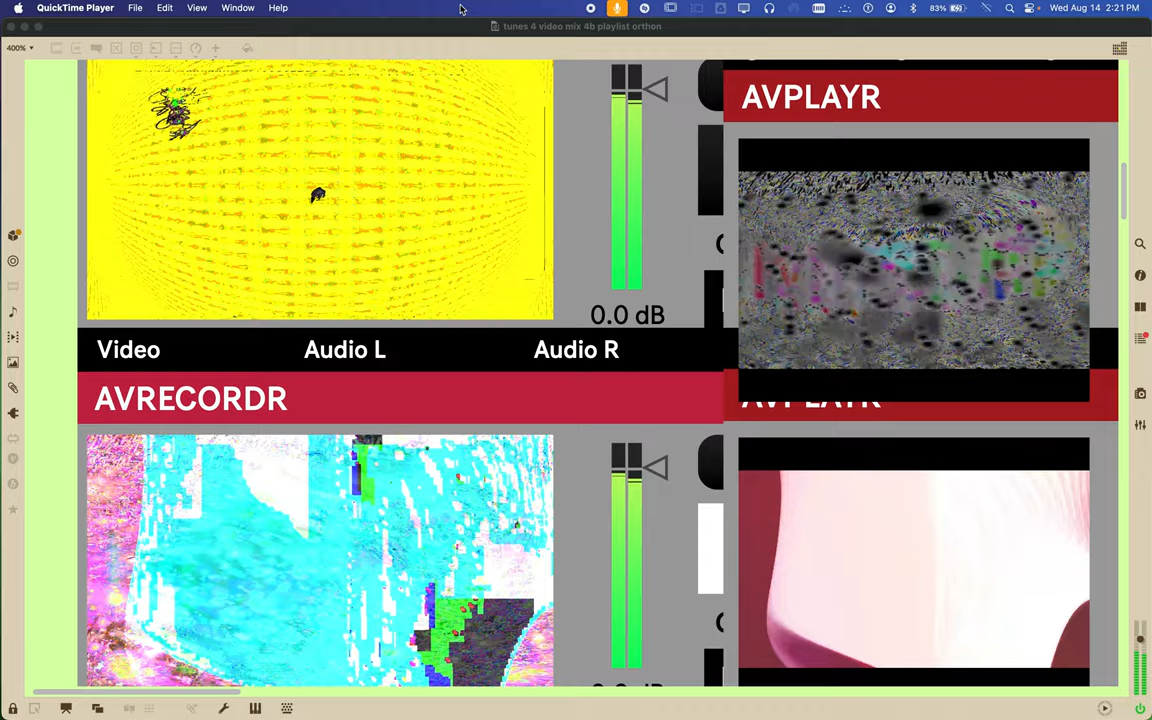 QuickTime Player File Edit View Window Help 83% Wed Aug 14 2:21 PM
tunes 4 video mix 4b playlist orthon
400%
AVPLAYR
0.0 dB
Video Audio L Audio R
AVRECORDR
AVPLAYR